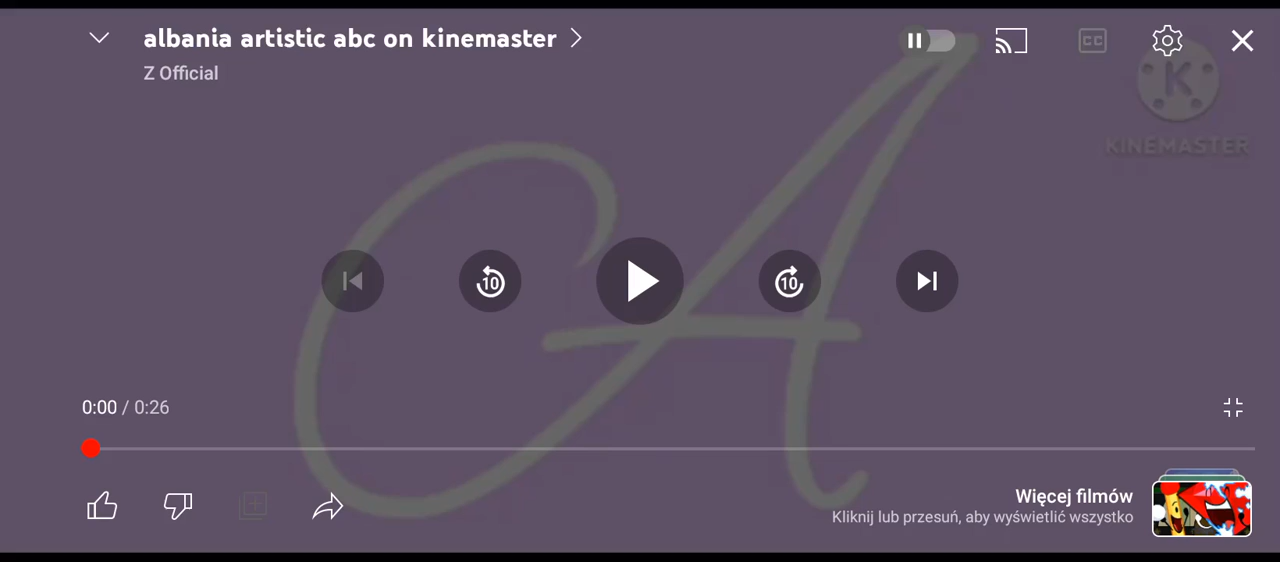 albania artistic abc on kinemaster
Z Official
CC
K
KINEMASTER
A
10
10
0:00 / 0:26
Więcej filmów
Kliknij lub przesuń, aby wyświetlić wszystko